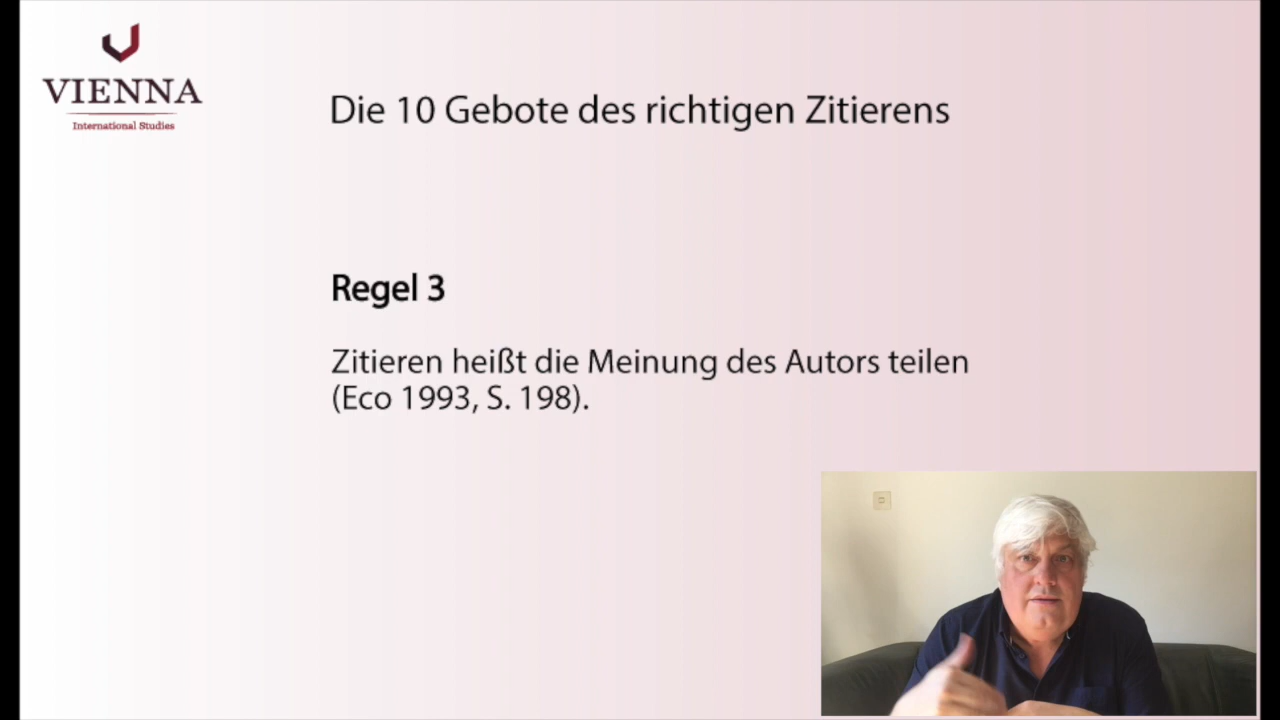 VIENNA
International Studies
Die 10 Gebote des richtigen Zitierens
Regel 3
Zitieren heißt die Meinung des Autors teilen
(Eco 1993, S. 198).